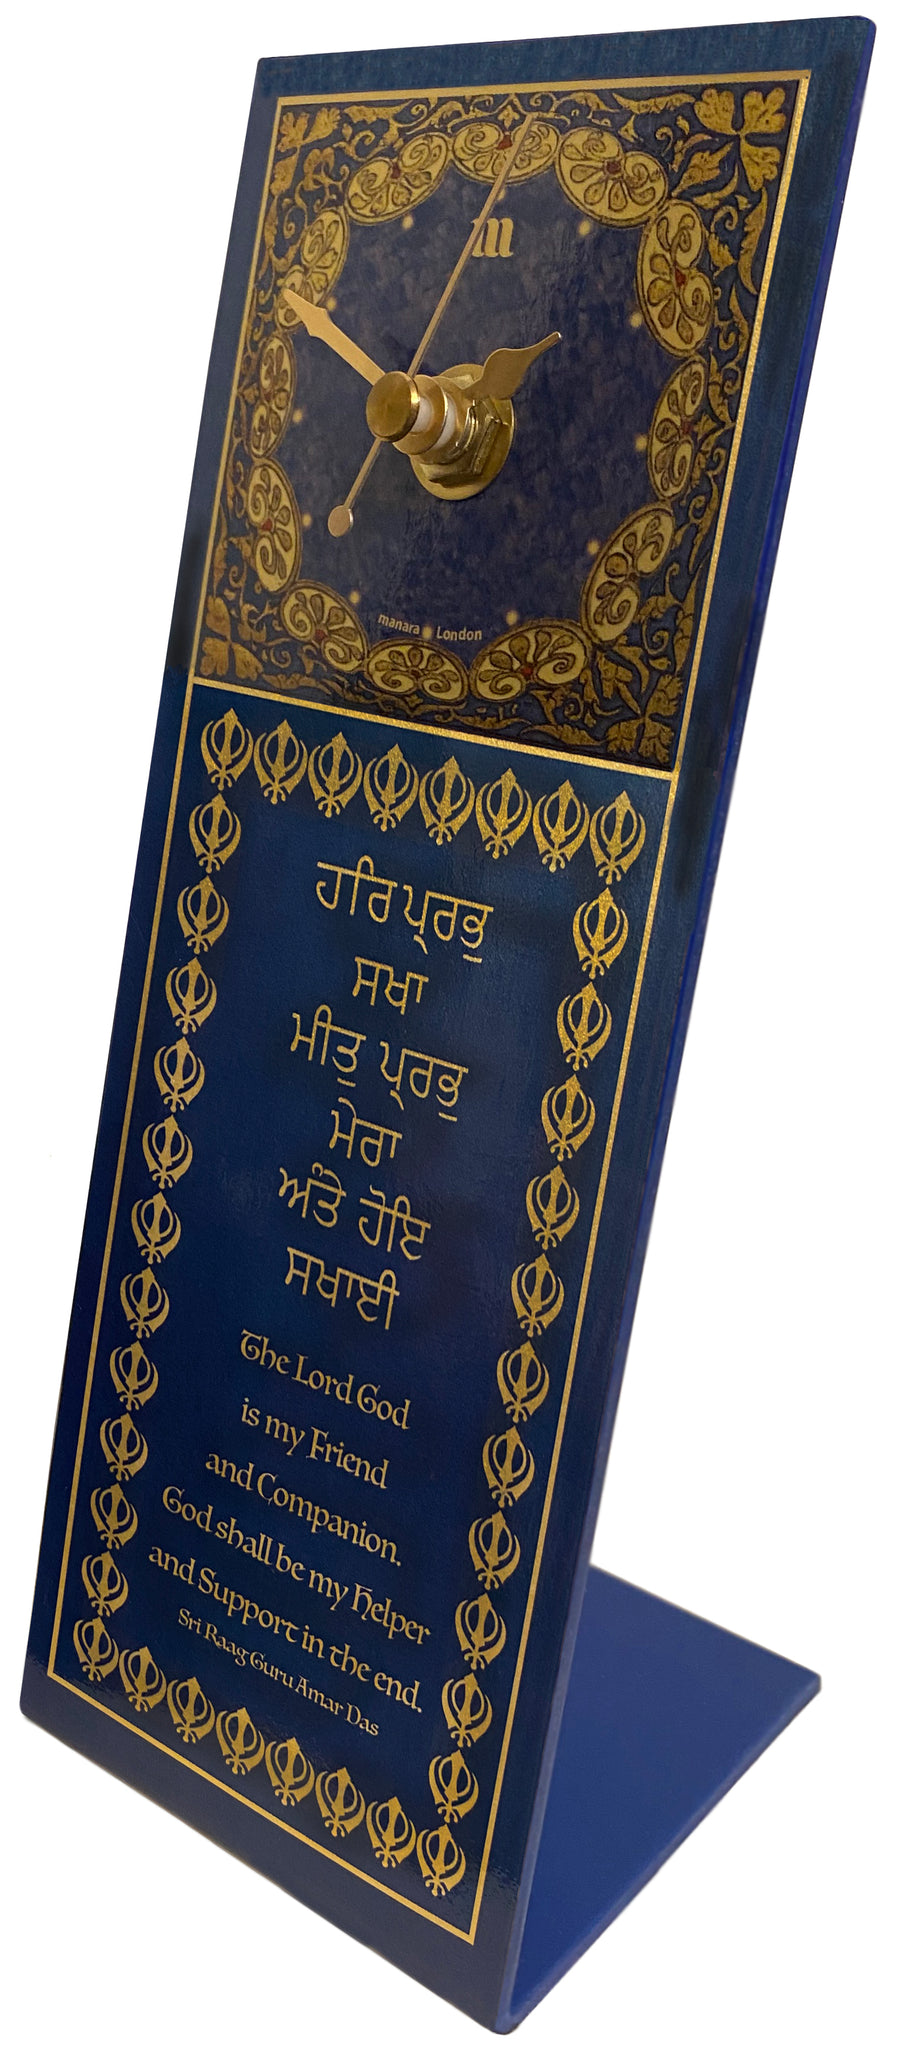 m
manara London
ਹਰਿ ਪ੍ਰਭੁ
ਸਖਾ
ਮੀਤੁ ਪ੍ਰਭੁ
ਮੇਰਾ
ਅੰਤੇ ਹੋਇ
ਸਖਾਈ
The Lord God
is my Friend
and Companion.
God shall be my Helper
and Support in the end.
Sri Raag Guru Amar Das